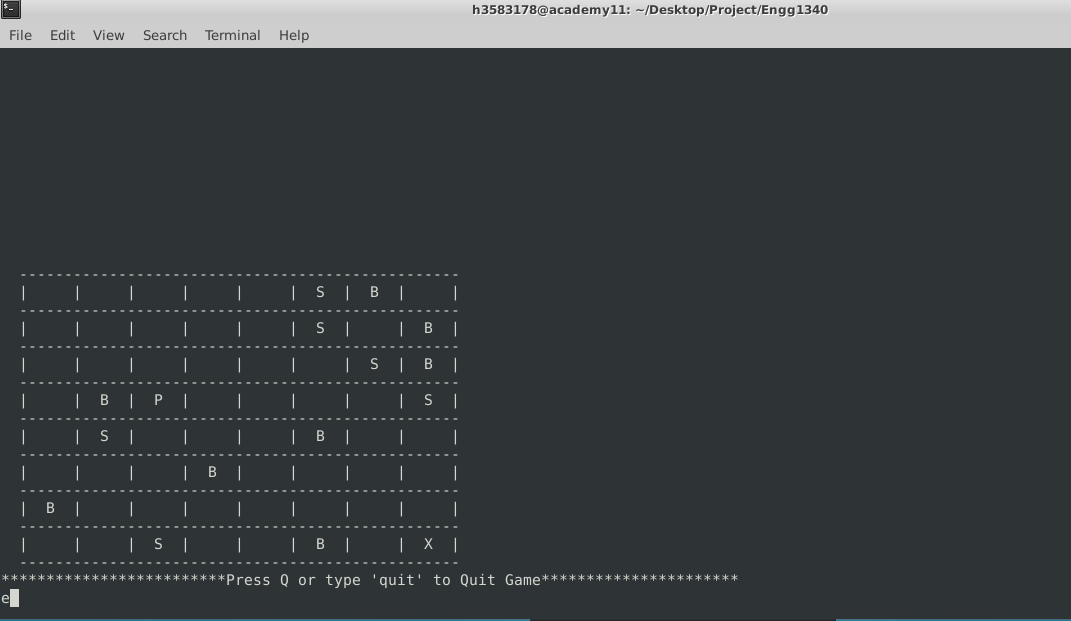 h3583178@academy11: ~/Desktop/Project/Engg1340
File Edit View Search Terminal Help
-------------------------------------------------
|     |     |     |     |     |  S  |  B  |     |
-------------------------------------------------
|     |     |     |     |     |  S  |     |  B  |
-------------------------------------------------
|     |     |     |     |     |     |  S  |  B  |
-------------------------------------------------
|     |  B  |  P  |     |     |     |     |  S  |
-------------------------------------------------
|     |  S  |     |     |     |  B  |     |     |
-------------------------------------------------
|     |     |     |  B  |     |     |     |     |
-------------------------------------------------
|  B  |     |     |     |     |     |     |     |
-------------------------------------------------
|     |     |  S  |     |     |  B  |     |  X  |
-------------------------------------------------
*************************Press Q or type 'quit' to Quit Game**********************
e